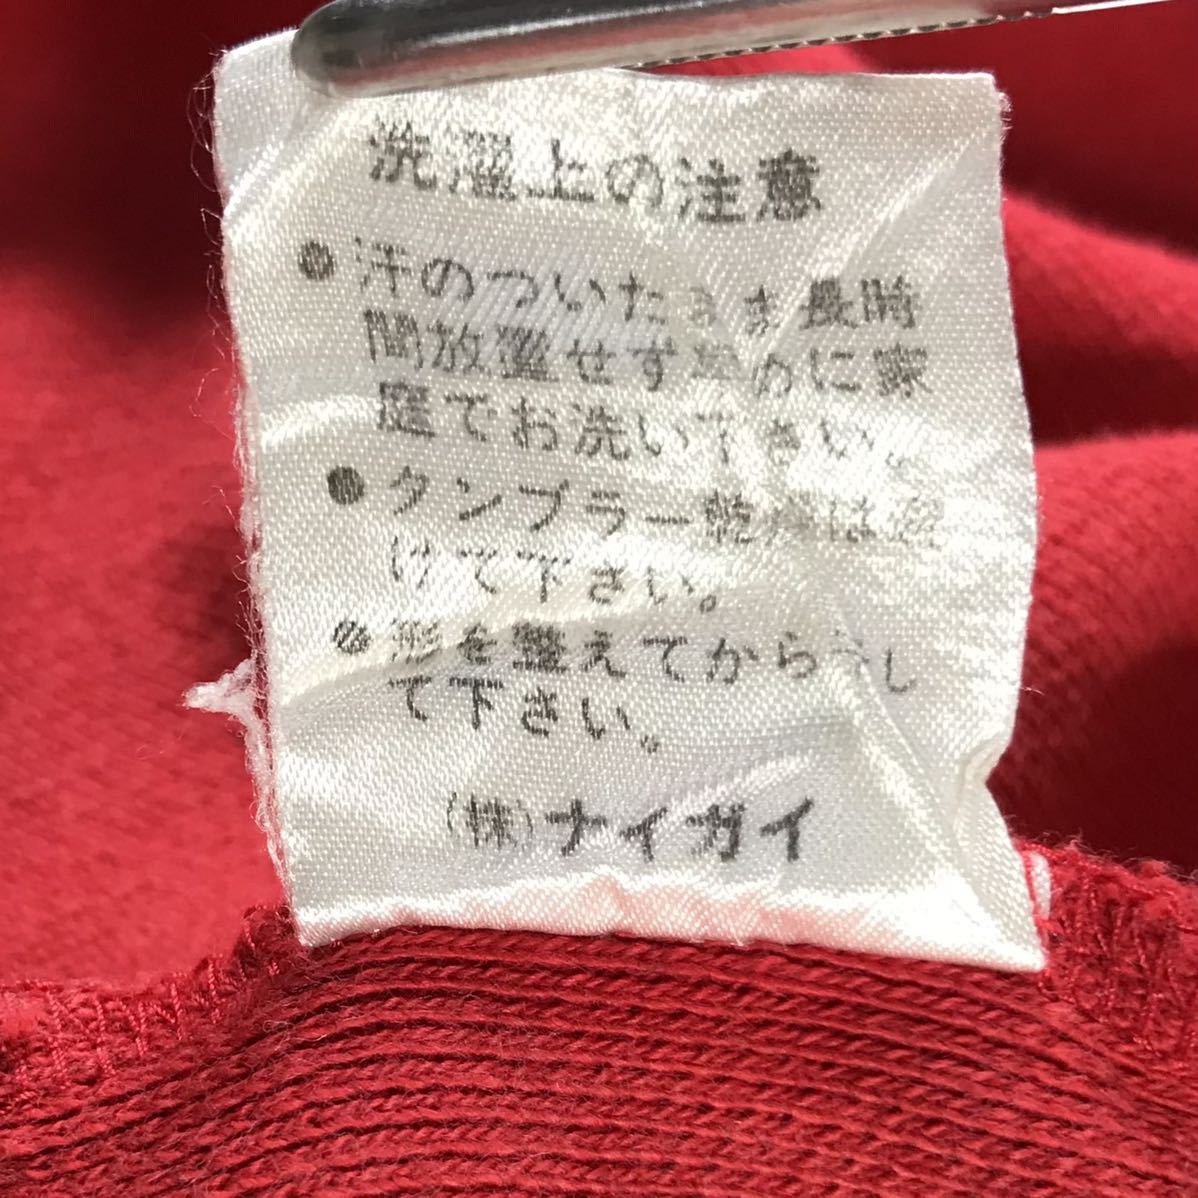 洗濯上の注意
●汗のついたまま長時
間放置せず早めに家
庭でお洗い下さい。
●タンブラー乾燥は避
けて下さい。
●形を整えてから干し
て下さい。
(株)ナイガイ